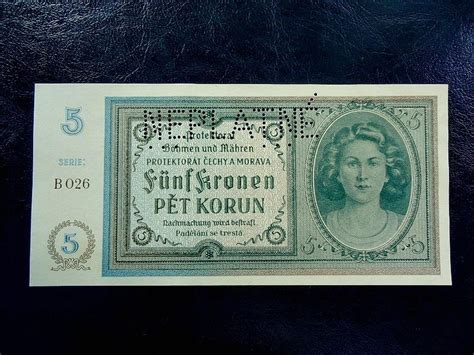 NEPLATNÉ
5
SERIE:
B 026
5
Protektorat
Böhmen und Mähren
PROTEKTORÁT ČECHY A MORAVA
Fünf Kronen
PĚT KORUN
Nachmachung wird bestraft.
Padělání se trestá.